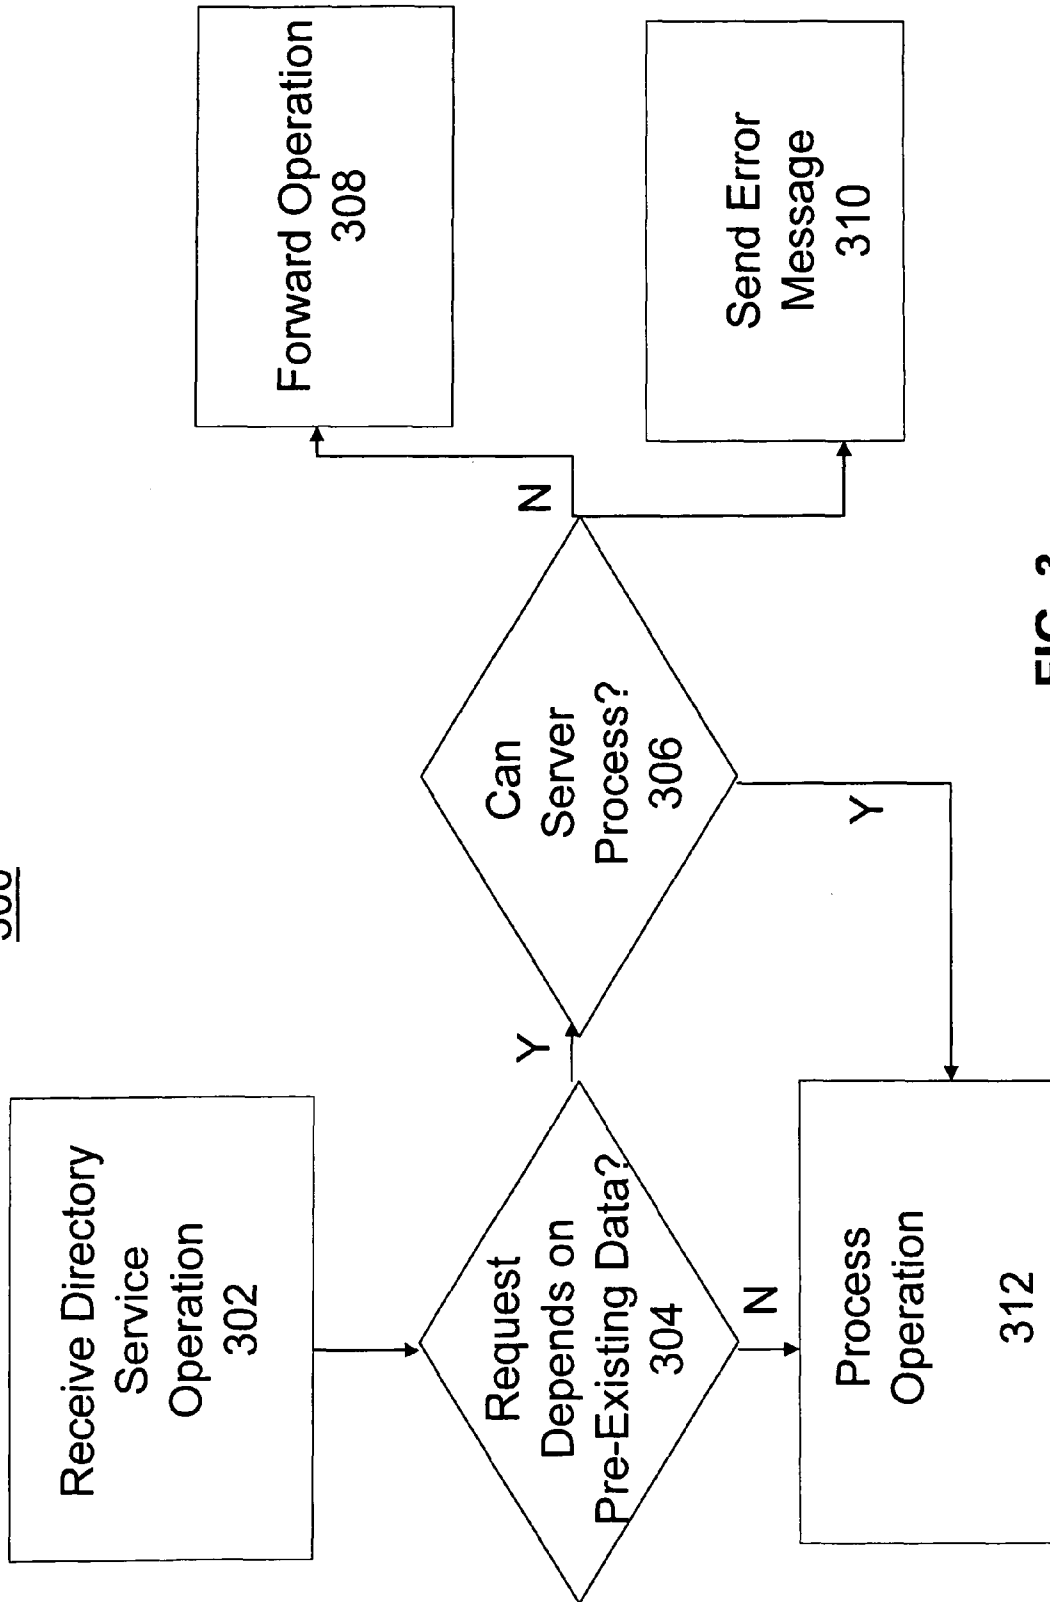 Receive Directory
Service
Operation
302
Request
Depends on
Pre-Existing Data?
304
Y
N
Can
Server
Process?
306
N
Y
Forward Operation
308
Send Error
Message
310
Process
Operation
312